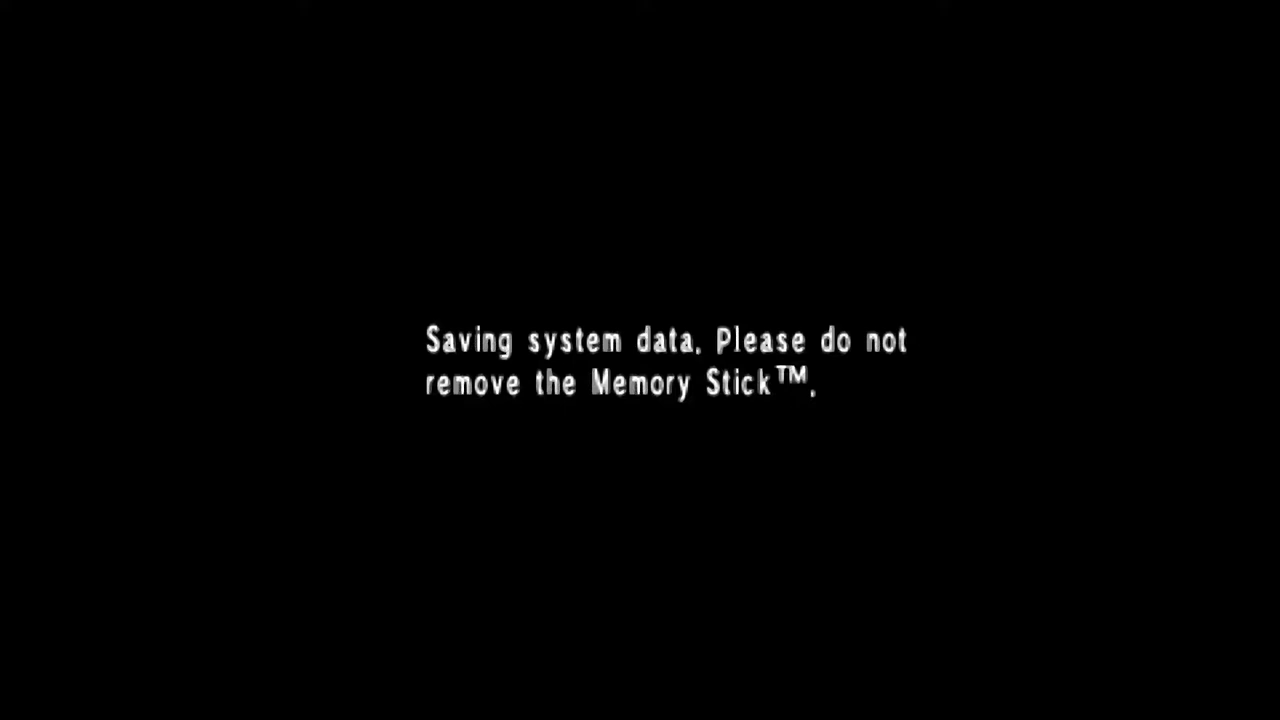 Saving system data. Please do not
remove the Memory Stick™.